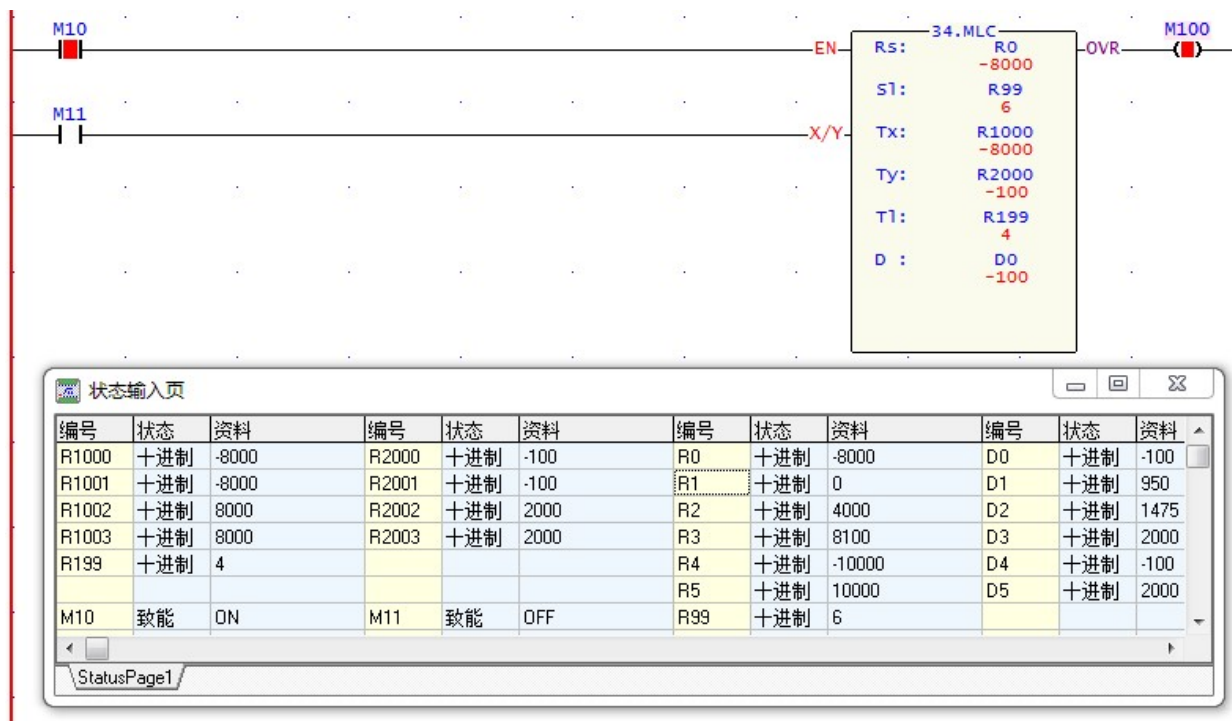 M10 34.MLC M100
EN Rs: R0 OVR
-8000
Sl: R99
6
M11
X/Y Tx: R1000
-8000
Ty: R2000
-100
Tl: R199
4
D : D0
-100
状态输入页
编号 状态 资料 编号 状态 资料 编号 状态 资料 编号 状态 资料
R1000 十进制 -8000 R2000 十进制 -100 R0 十进制 -8000 D0 十进制 -100
R1001 十进制 -8000 R2001 十进制 -100 R1 十进制 0 D1 十进制 950
R1002 十进制 8000 R2002 十进制 2000 R2 十进制 4000 D2 十进制 1475
R1003 十进制 8000 R2003 十进制 2000 R3 十进制 8100 D3 十进制 2000
R199 十进制 4 R4 十进制 -10000 D4 十进制 -100
R5 十进制 10000 D5 十进制 2000
M10 致能 ON M11 致能 OFF R99 十进制 6
StatusPage1